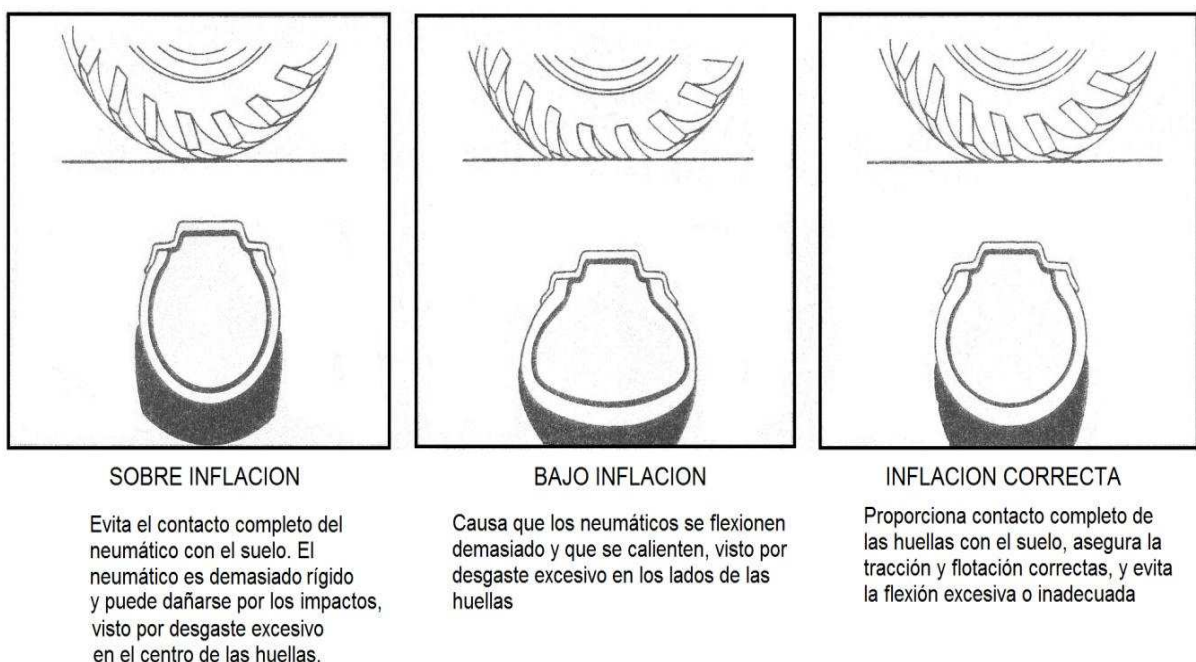 SOBRE INFLACION
Evita el contacto completo del
neumático con el suelo. El
neumático es demasiado rígido
y puede dañarse por los impactos,
visto por desgaste excesivo
en el centro de las huellas.
BAJO INFLACION
Causa que los neumáticos se flexionen
demasiado y que se calienten, visto por
desgaste excesivo en los lados de las
huellas
INFLACION CORRECTA
Proporciona contacto completo de
las huellas con el suelo, asegura la
tracción y flotación correctas, y evita
la flexión excesiva o inadecuada